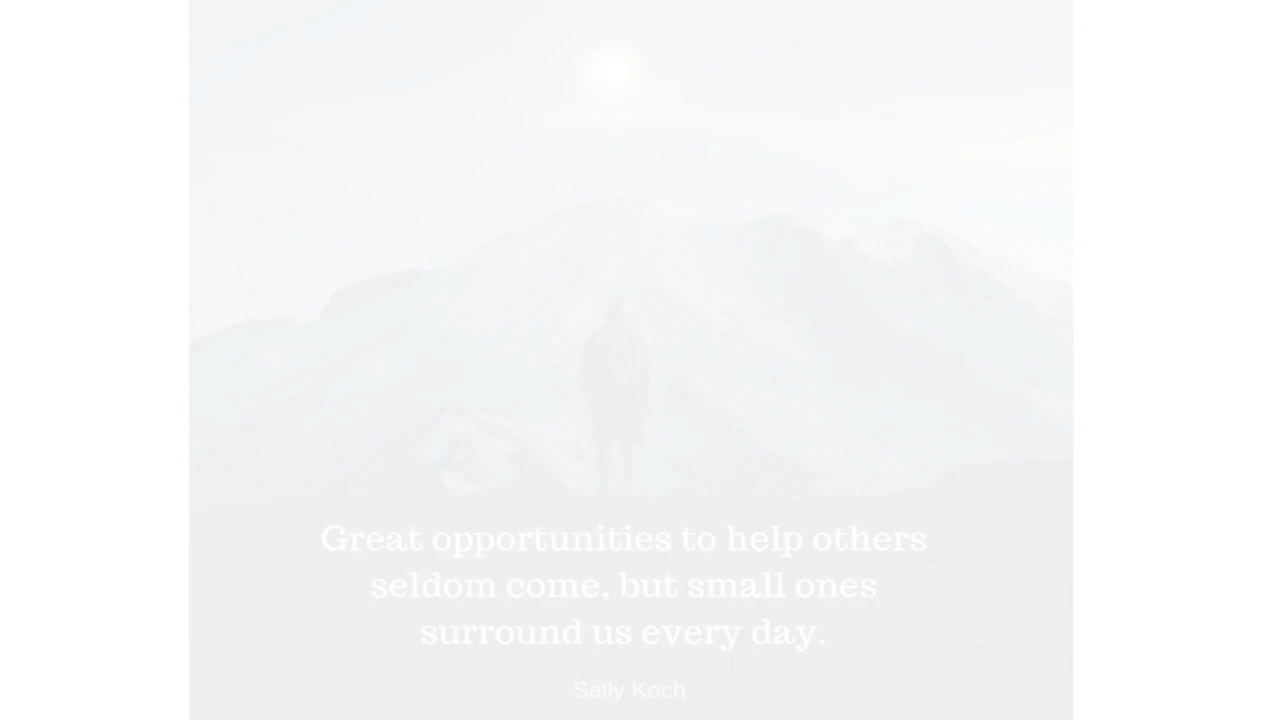 Great opportunities to help others
seldom come, but small ones
surround us every day.
Sally Koch